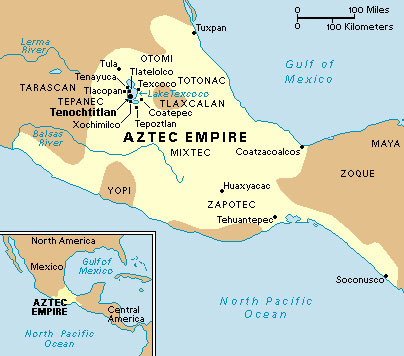 0 100 Miles
0 100 Kilometers
Tuxpan
Lerma
River
Gulf of
Mexico
OTOMI
Tula
Tlatelolco
Tenayuca
Texcoco
TOTONAC
Tlacopan
Lake Texcoco
TARASCAN
TEPANEC
TLAXCALAN
Tenochtitlan
Coatepec
Xochimilco
Tepoztlan
Balsas
River
AZTEC EMPIRE
MIXTEC
Coatzacoalcos
MAYA
ZOQUE
YOPI
Huaxyacac
ZAPOTEC
Tehuantepec
Soconusco
North Pacific
Ocean
North America
Mexico
Gulf of
Mexico
AZTEC
EMPIRE
Central
America
North Pacific
Ocean